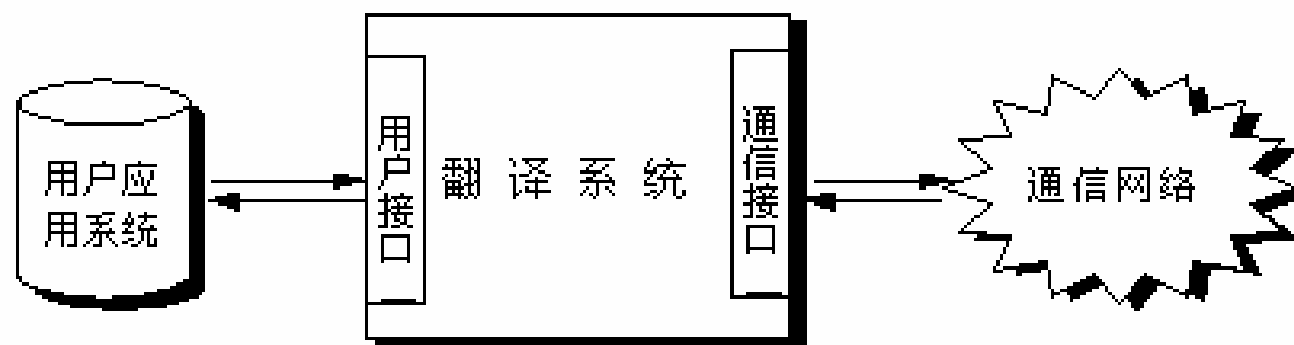 用户应
用系统
用户接口
翻译系统
通信接口
通信网络